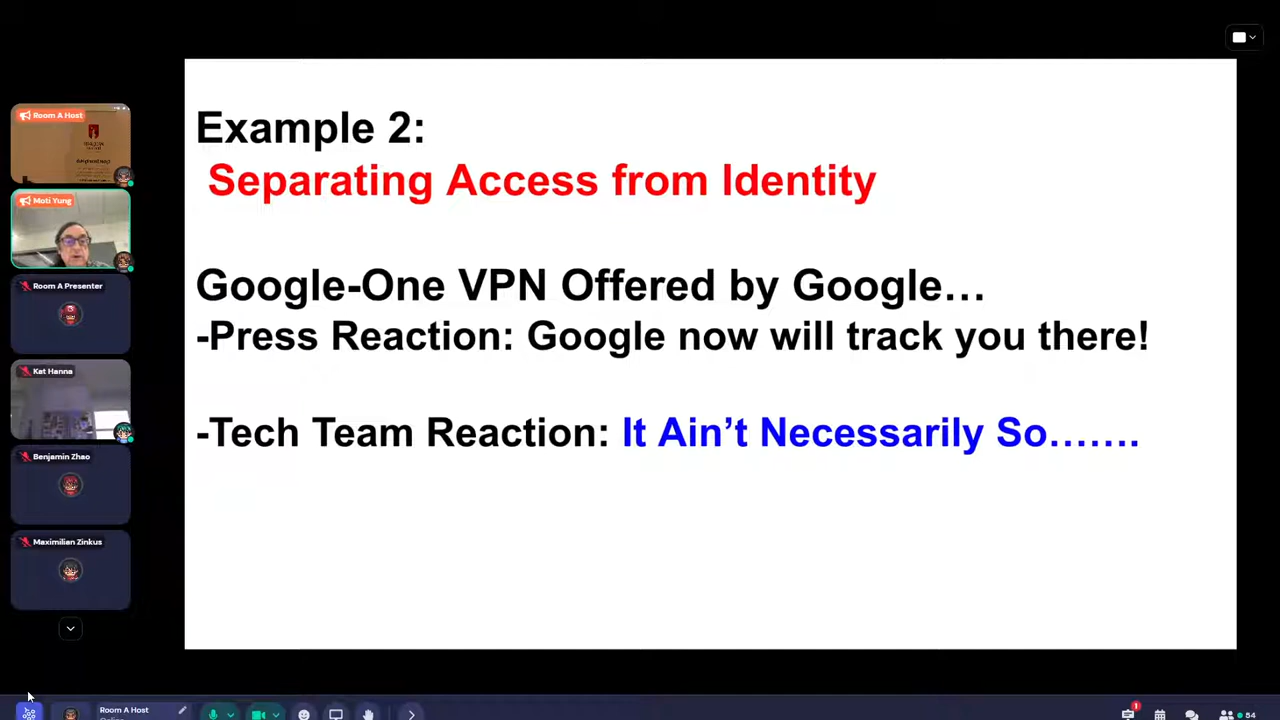 Room A Host
Moti Yung
Room A Presenter
Kat Hanna
Benjamin Zhao
Maximilian Zinkus
Example 2:
Separating Access from Identity
Google-One VPN Offered by Google…
-Press Reaction: Google now will track you there!
-Tech Team Reaction: It Ain’t Necessarily So…….
Room A Host
Online
1
54